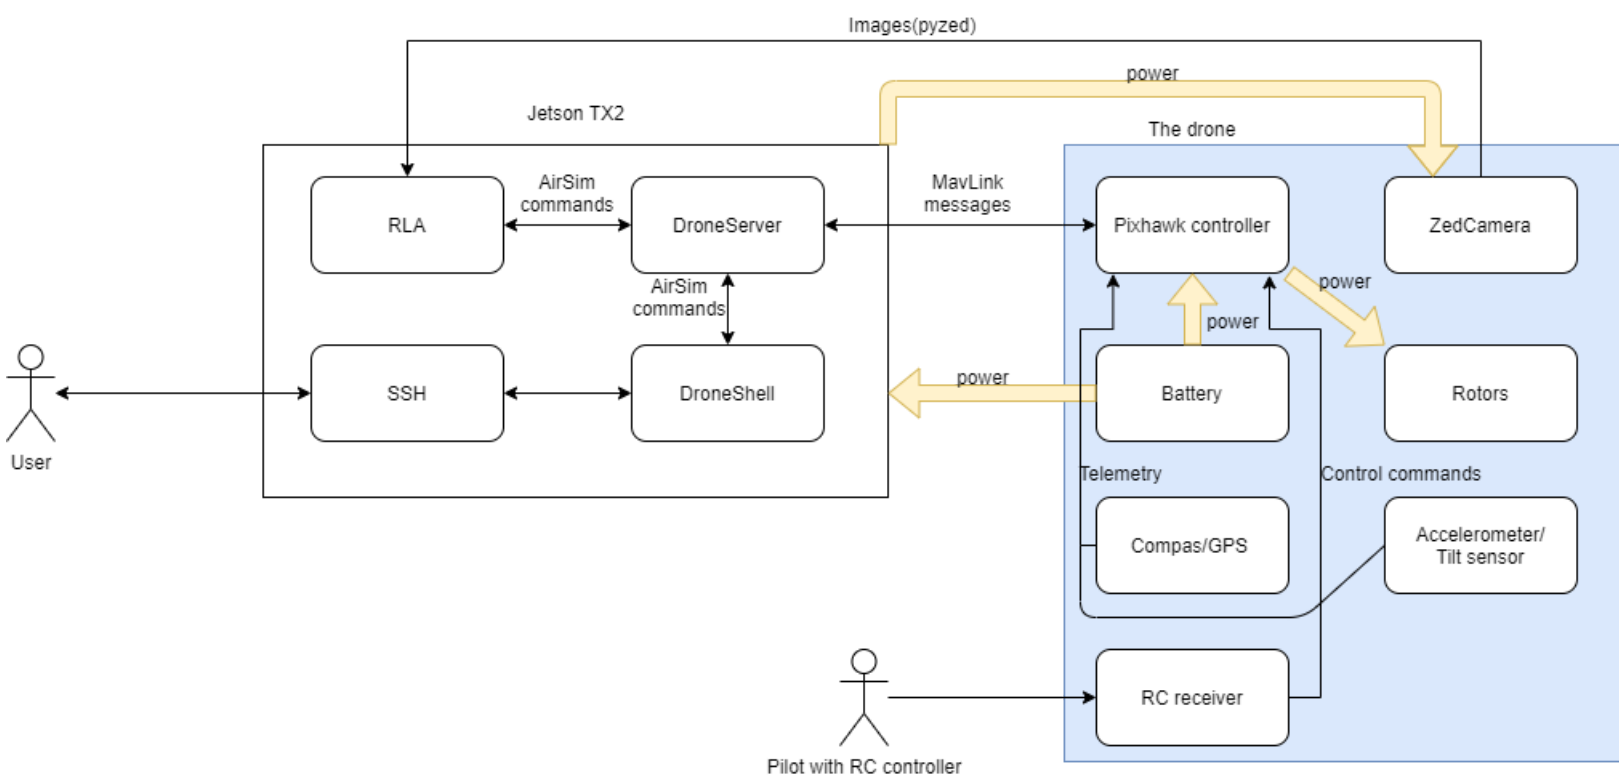 Images(pyzed)
power
Jetson TX2
The drone
AirSim
commands
MavLink
messages
RLA
DroneServer
Pixhawk controller
ZedCamera
AirSim
commands
power
power
power
SSH
DroneShell
Battery
Rotors
User
Telemetry
Control commands
Compas/GPS
Accelerometer/
Tilt sensor
RC receiver
Pilot with RC controller